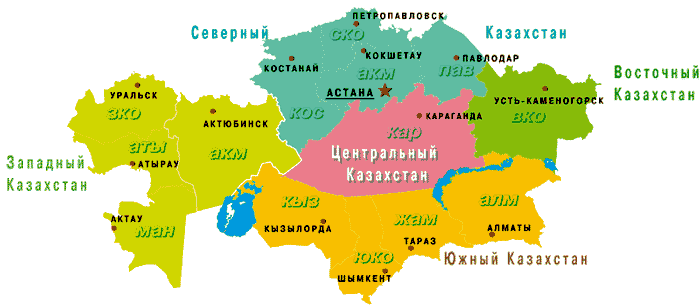 ПЕТРОПАВЛОВСК
Северный
Казахстан
СКО
КОКШЕТАУ
КОСТАНАЙ
ПАВЛОДАР
акм
пав
Восточный
Казахстан
УРАЛЬСК
АСТАНА
УСТЬ-КАМЕНОГОРСК
зко
АКТЮБИНСК
кос
КАРАГАНДА
вко
кар
аты
акм
Центральный
Казахстан
Западный
Казахстан
АТЫРАУ
кыз
жам
алм
АКТАУ
ман
КЫЗЫЛОРДА
АЛМАТЫ
ТАРАЗ
юко
Южный Казахстан
ШЫМКЕНТ